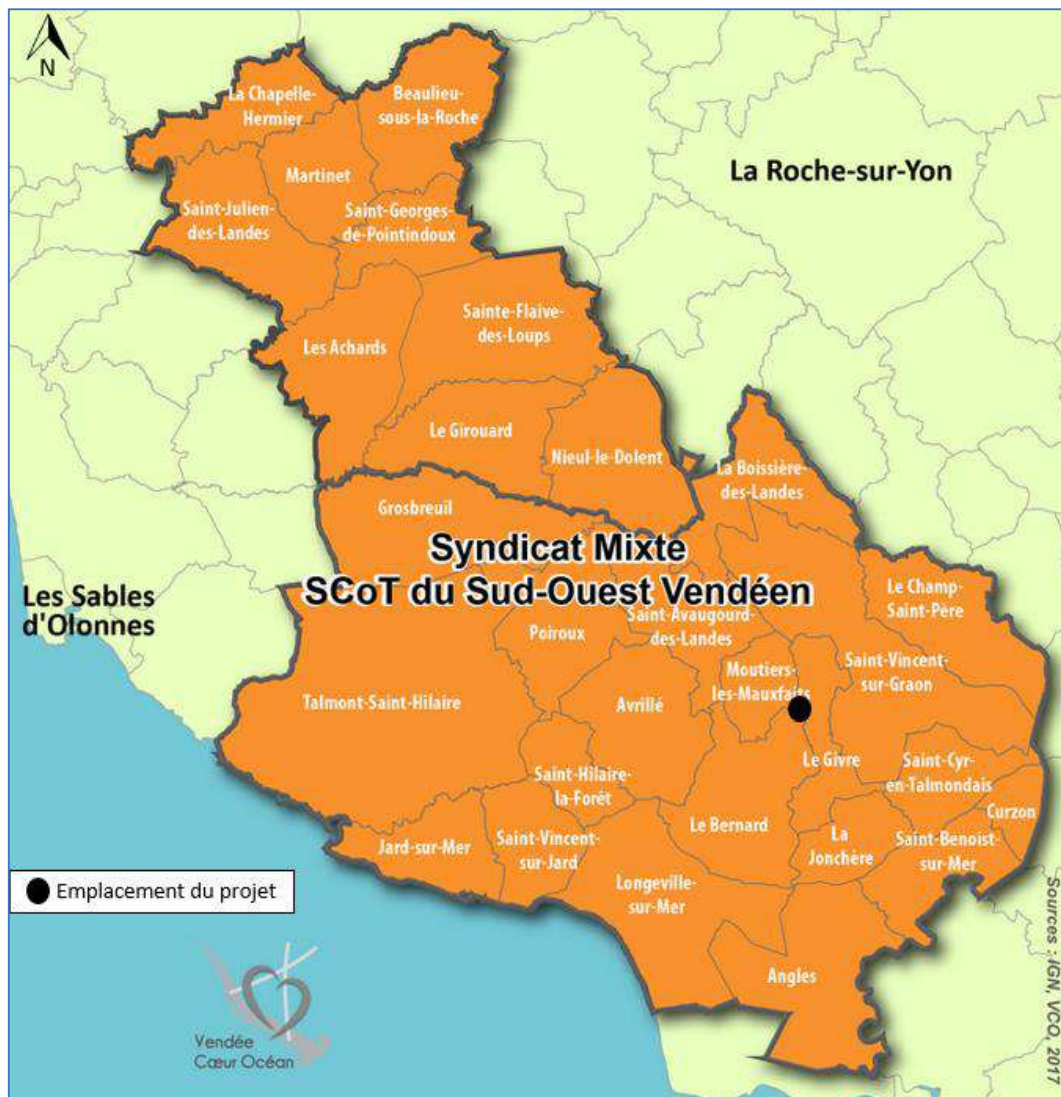 N
La Chapelle-
Hermier
Beaulieu-
sous-la-Roche
Martinet
La Roche-sur-Yon
Saint-Julien-
des-Landes
Saint-Georges-
de-Pointindoux
Sainte-Flaive-
des-Loups
Les Achards
Le Girouard
Nieul-le-Dolent
La Boissière-
des-Landes
Grosbreuil
Syndicat Mixte
SCoT du Sud-Ouest Vendéen
Les Sables
d'Olonnes
Le Champ-
Saint-Père
Saint-Avaugourd-
des-Landes
Poiroux
Moutiers-
les-Mauxfaits
Saint-Vincent-
sur-Graon
Talmont-Saint-Hilaire
Avrillé
Le Givre
Saint-Cyr-
en-Talmondais
Saint-Hilaire-
la-Forêt
Curzon
Le Bernard
La
Jonchère
Saint-Benoist-
sur-Mer
Jard-sur-Mer
Saint-Vincent-
sur-Jard
Longeville-
sur-Mer
Emplacement du projet
Angles
Vendée
Cœur Océan
Sources : IGN, VCO, 2017